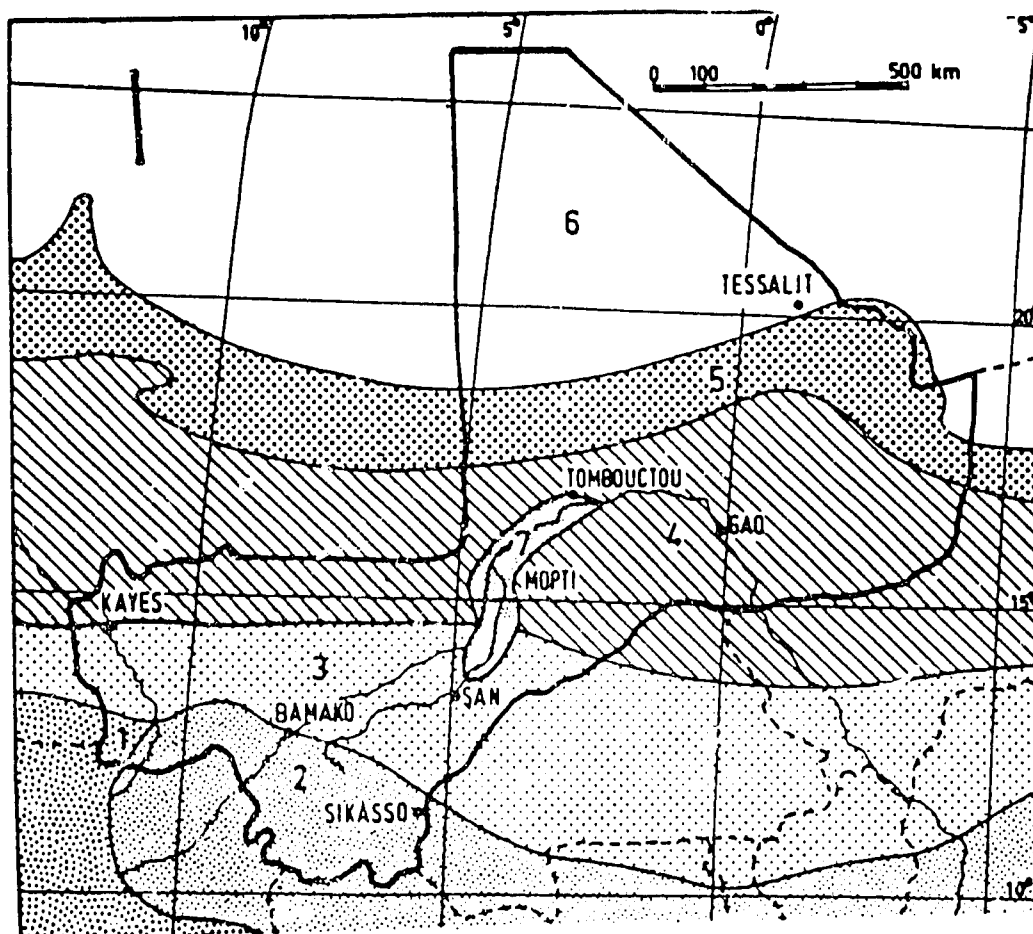 10° 5° 0° 5°
0 100 500 km
6
TESSALIT
20°
5
TOMBOUCTOU
4 GAO
7
MOPTI
15°
KAYES
3
SAN
BAMAKO
1
2
SIKASSO
10°